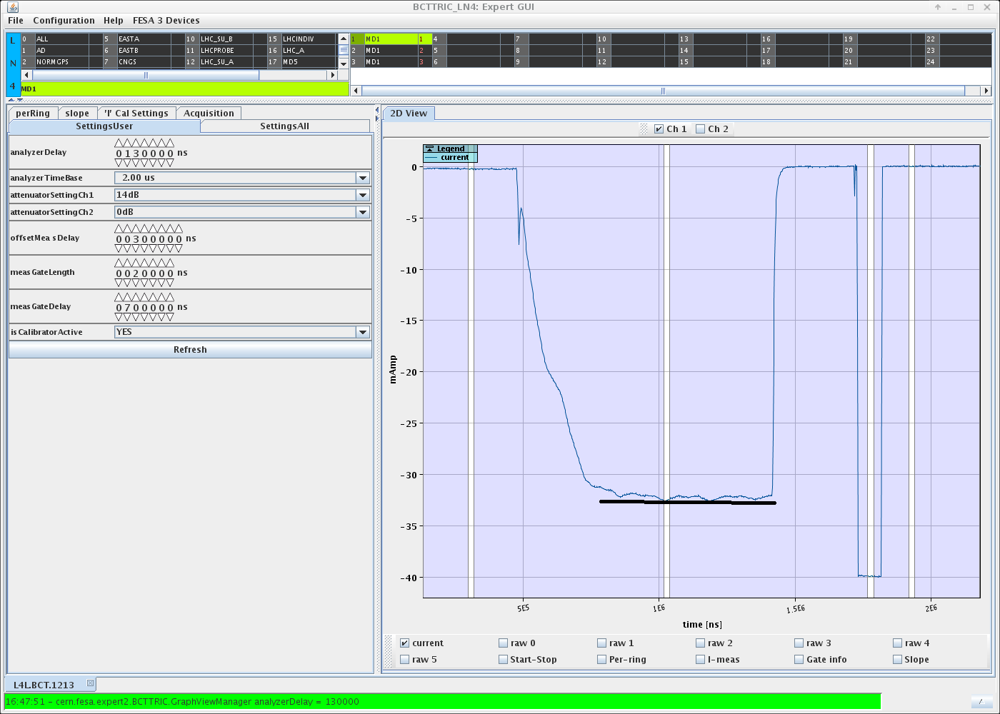 BCTTRIC_LN4: Expert GUI
File Configuration Help FESA 3 Devices
L N 4
0 ALL 5 EASTA 10 LHC_SU_B 15 LHCINDIV
1 AD 6 EASTB 11 LHCPROBE 16 LHC_A
2 NORMGPS 7 CNGS 12 LHC_SU_A 17 MD5
MD1
1 MD1 1 4 7 10 13 16 19 22
2 MD1 2 5 8 11 14 17 20 23
3 MD1 3 6 9 12 15 18 21 24
perRing slope 'I' Cal Settings Acquisition
SettingsUser SettingsAll
analyzerDelay 0130000 ns
analyzerTimeBase 2.00 us
attenuatorSettingCh1 14dB
attenuatorSettingCh2 0dB
offsetMeasDelay 00300000 ns
measGateLength 0020000 ns
measGateDelay 0700000 ns
isCalibratorActive YES
Refresh
2D View
Ch 1 Ch 2
Legend
current
0
-5
-10
-15
-20
-25
-30
-35
-40
mAmp
5E5 1E6 1.5E6 2E6
time [ns]
current raw 0 raw 1 raw 2 raw 3 raw 4
raw 5 Start-Stop Per-ring I-meas Gate info Slope
L4L.BCT.1213
16:47:51 - cern.fesa.expert2.BCTTRIC.GraphViewManager analyzerDelay = 130000